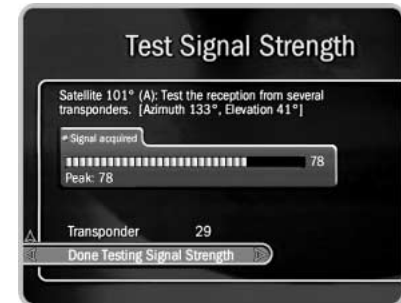 Test Signal Strength
Satellite 101° (A): Test the reception from several
transponders. [Azimuth 133°, Elevation 41°]
Signal acquired
78
Peak: 78
Transponder 29
Done Testing Signal Strength